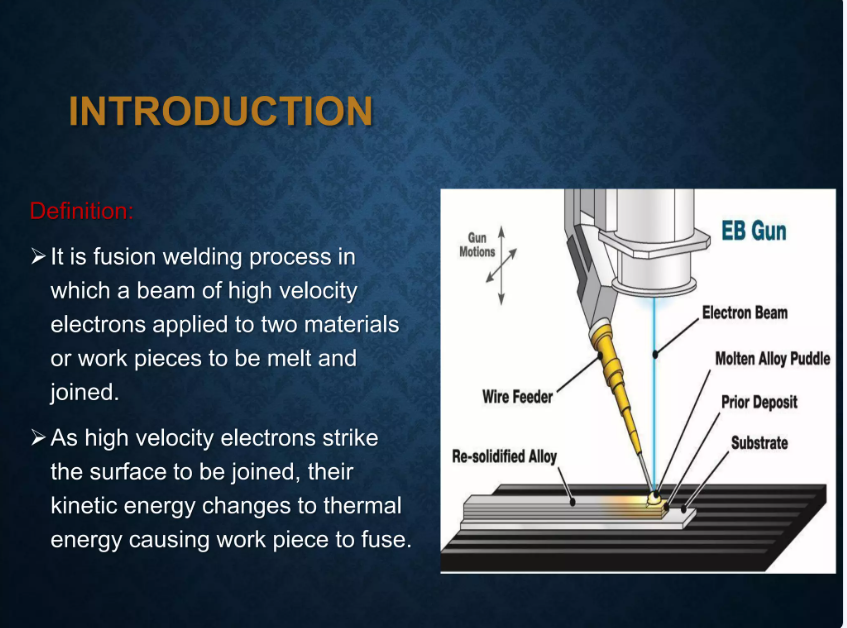 INTRODUCTION
Definition:
➢ It is fusion welding process in
which a beam of high velocity
electrons applied to two materials
or work pieces to be melt and
joined.
➢ As high velocity electrons strike
the surface to be joined, their
kinetic energy changes to thermal
energy causing work piece to fuse.
EB Gun
Gun
Motions
Electron Beam
Molten Alloy Puddle
Wire Feeder
Prior Deposit
Substrate
Re-solidified Alloy